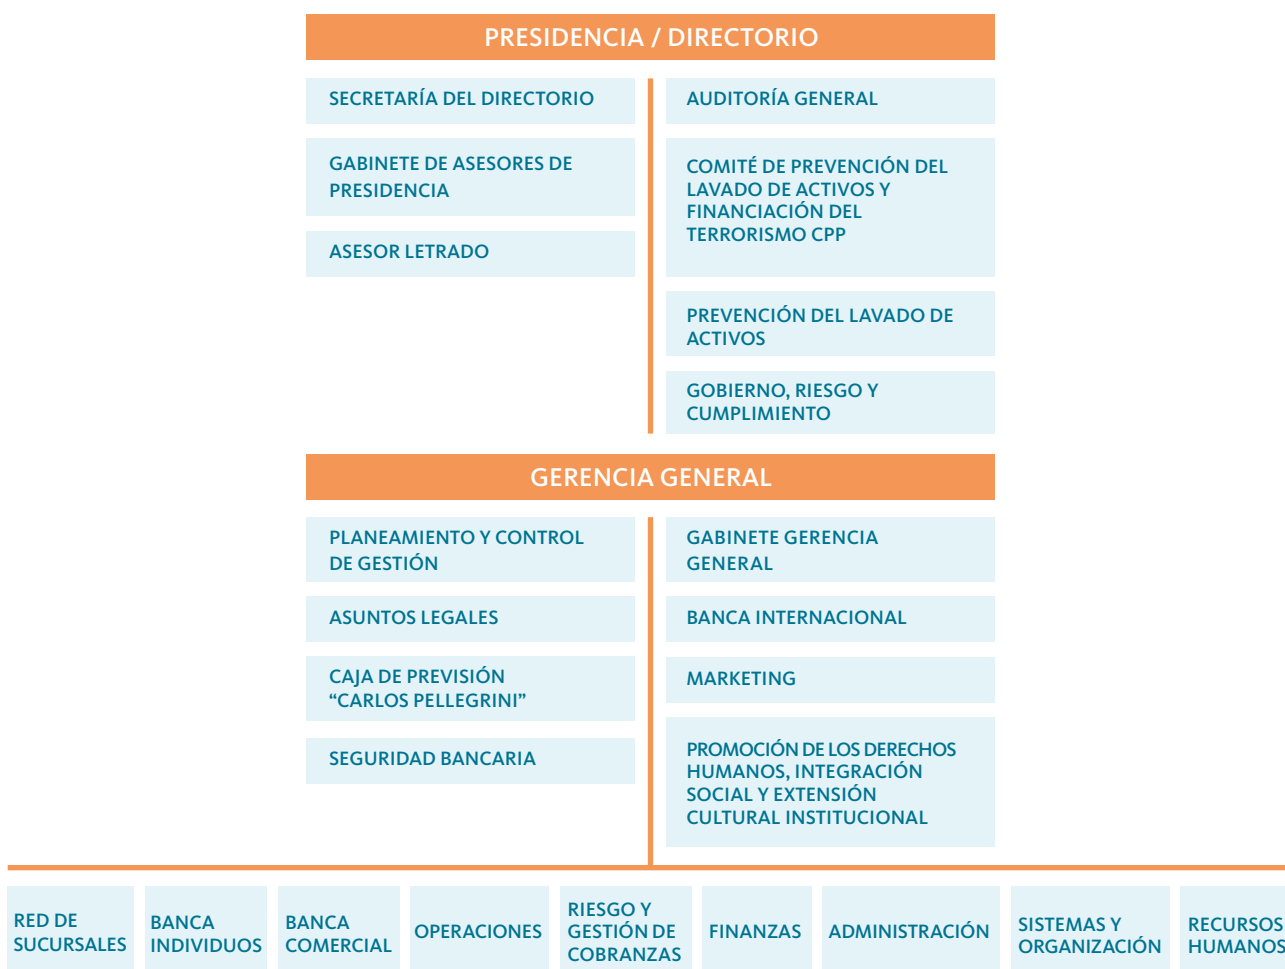 PRESIDENCIA / DIRECTORIO
SECRETARÍA DEL DIRECTORIO
GABINETE DE ASESORES DE
PRESIDENCIA
ASESOR LETRADO
AUDITORÍA GENERAL
COMITÉ DE PREVENCIÓN DEL
LAVADO DE ACTIVOS Y
FINANCIACIÓN DEL
TERRORISMO CPP
PREVENCIÓN DEL LAVADO DE
ACTIVOS
GOBIERNO, RIESGO Y
CUMPLIMIENTO
GERENCIA GENERAL
PLANEAMIENTO Y CONTROL
DE GESTIÓN
ASUNTOS LEGALES
CAJA DE PREVISIÓN
“CARLOS PELLEGRINI”
SEGURIDAD BANCARIA
GABINETE GERENCIA
GENERAL
BANCA INTERNACIONAL
MARKETING
PROMOCIÓN DE LOS DERECHOS
HUMANOS, INTEGRACIÓN
SOCIAL Y EXTENSIÓN
CULTURAL INSTITUCIONAL
RED DE
SUCURSALES
BANCA
INDIVIDUOS
BANCA
COMERCIAL
OPERACIONES
RIESGO Y
GESTIÓN DE
COBRANZAS
FINANZAS
ADMINISTRACIÓN
SISTEMAS Y
ORGANIZACIÓN
RECURSOS
HUMANOS